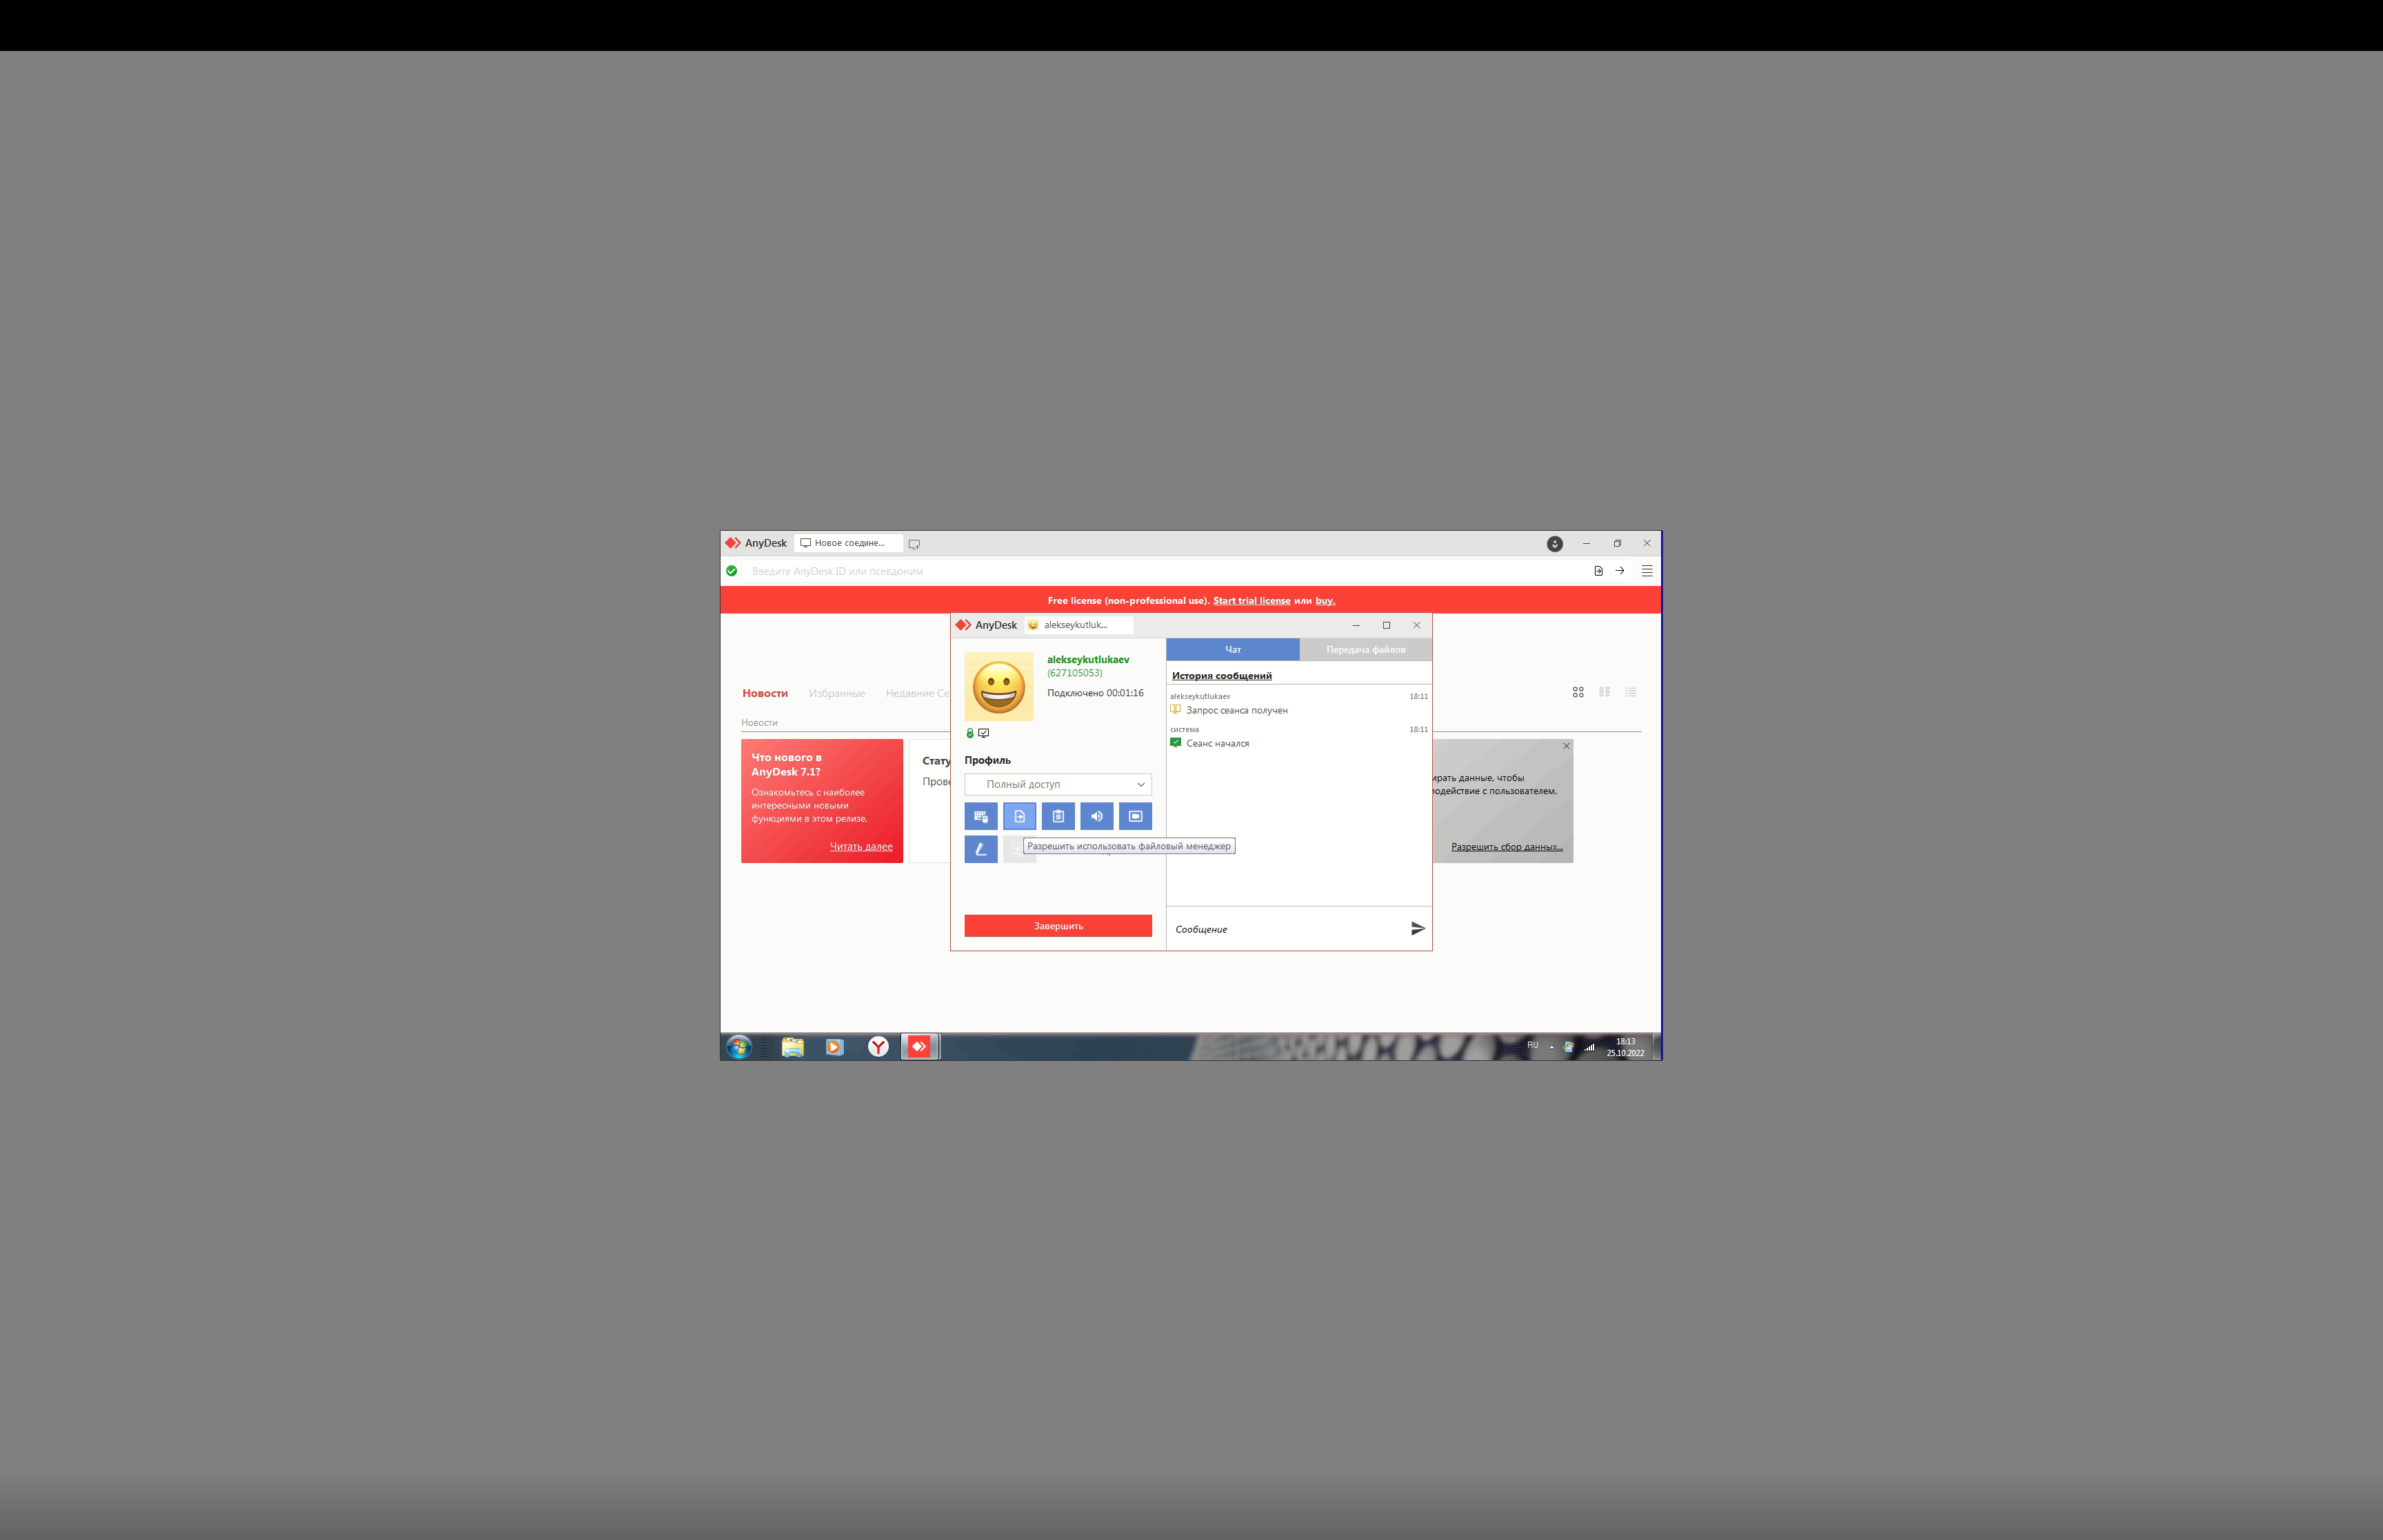 AnyDesk
Новое соедине...
Введите AnyDesk ID или псевдоним
Free license (non-professional use). Start trial license или buy.
AnyDesk
alekseykutluk...
alekseykutlukaev
(627105053)
Подключено 00:01:16
Профиль
Полный доступ
Разрешить использовать файловый менеджер
Завершить
Чат
Передача файлов
История сообщений
alekseykutlukaev 18:11
Запрос сеанса получен
система 18:11
Сеанс начался
Сообщение
Новости
Избранные
Недавние Се
Новости
Что нового в
AnyDesk 7.1?
Ознакомьтесь с наиболее
интересными новыми
функциями в этом релизе.
Читать далее
Стату
Прове
ирать данные, чтобы
модействие с пользователем.
Разрешить сбор данных...
RU
18:13
25.10.2022